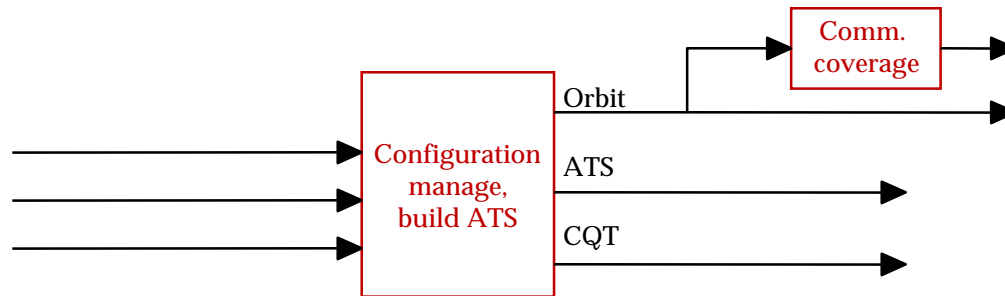 Comm.
coverage
Orbit
Configuration
manage,
build ATS
ATS
CQT